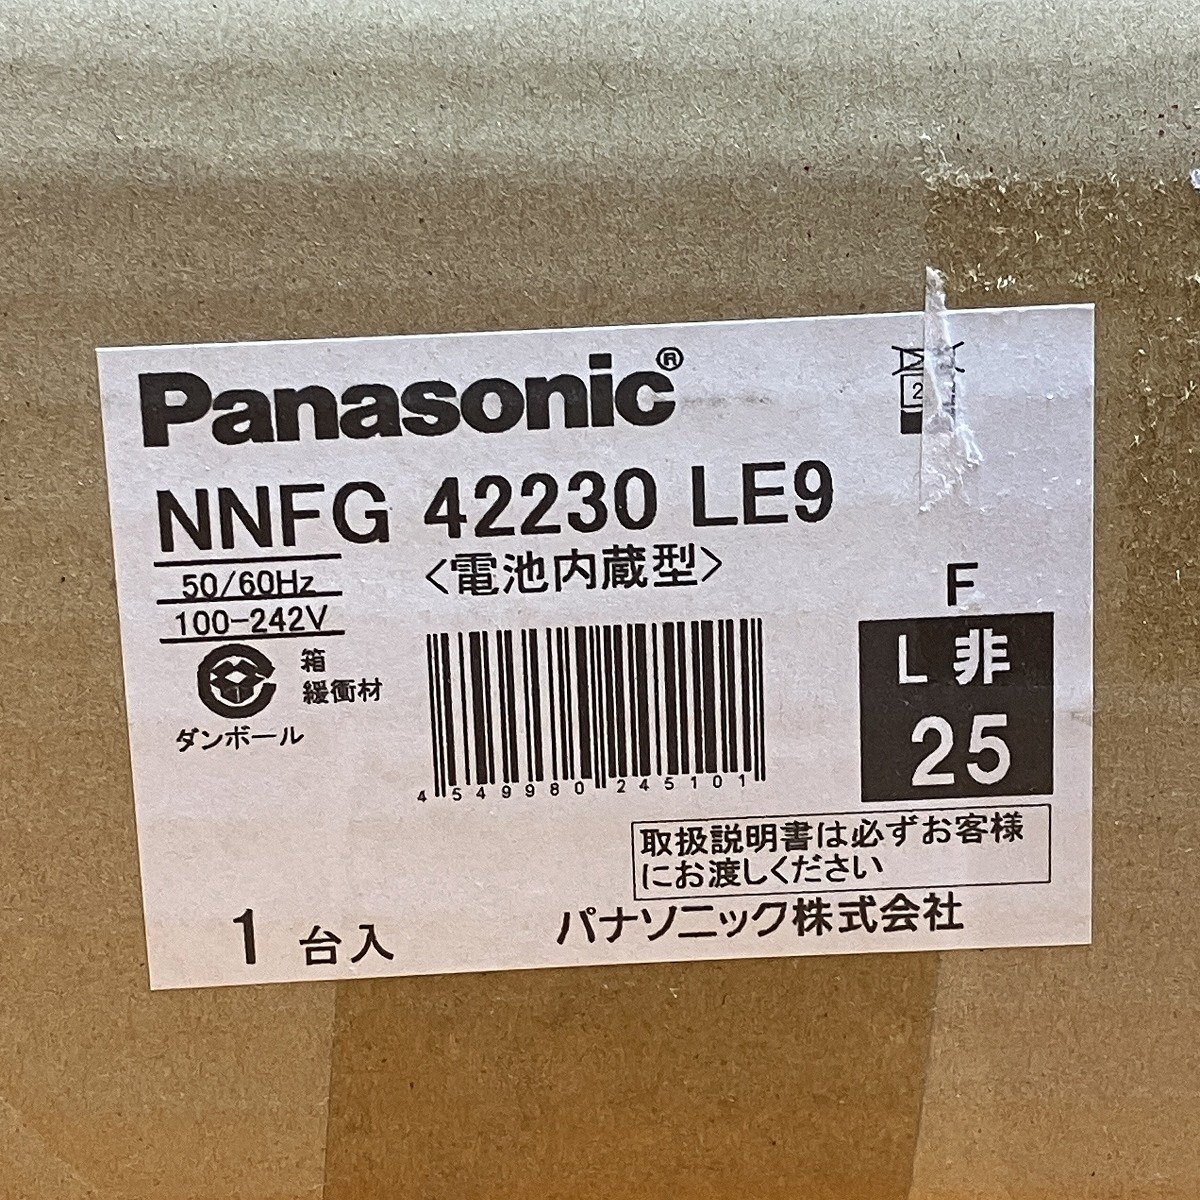 Panasonic®
2
NNFG 42230 LE9
<電池内蔵型>
50/60Hz
100-242V
箱
緩衝材
ダンボール
4 549980 245101
F
L 非
25
取扱説明書は必ずお客様
にお渡しください
1 台入
パナソニック株式会社